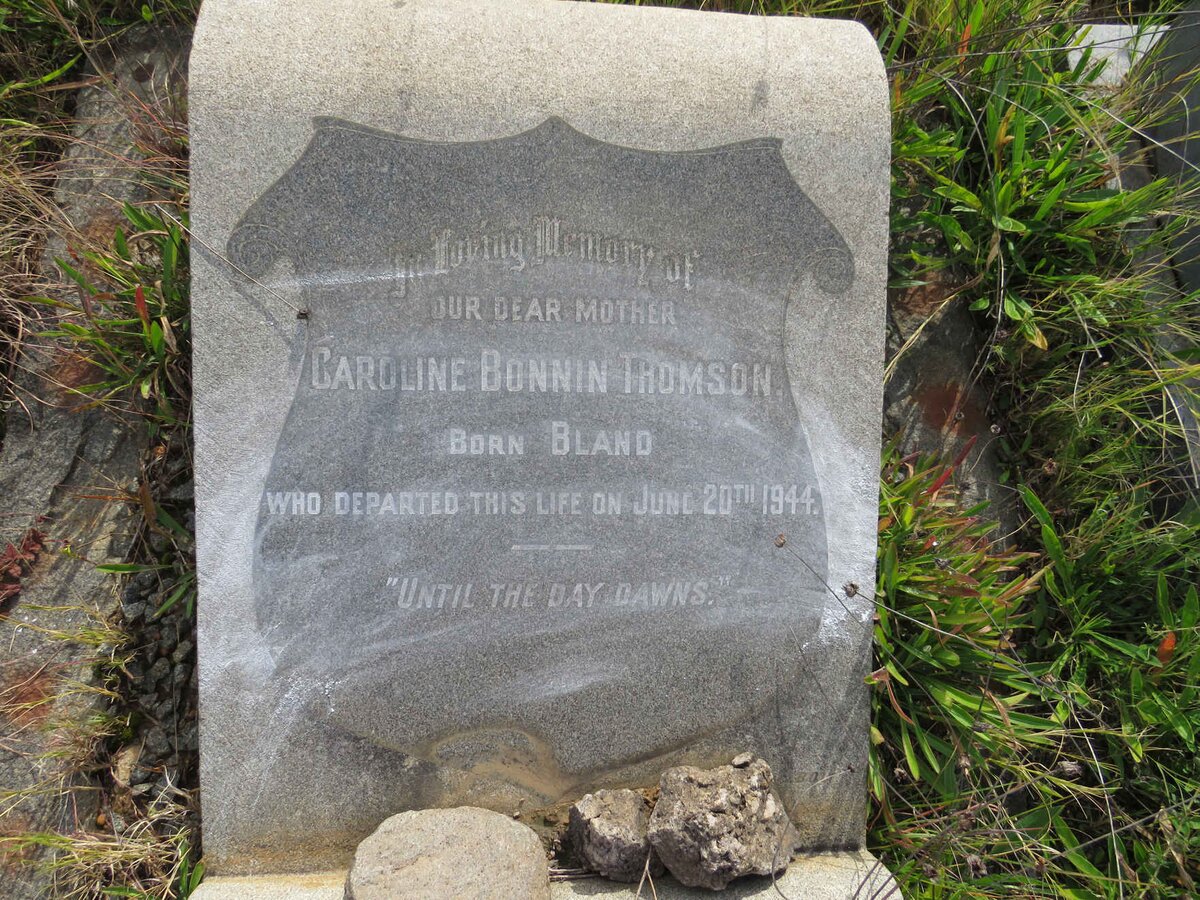 In Loving Memory of
OUR DEAR MOTHER
CAROLINE BONNIN THOMSON.
BORN BLAND
WHO DEPARTED THIS LIFE ON JUNE 20TH 1944.
"UNTIL THE DAY DAWNS."